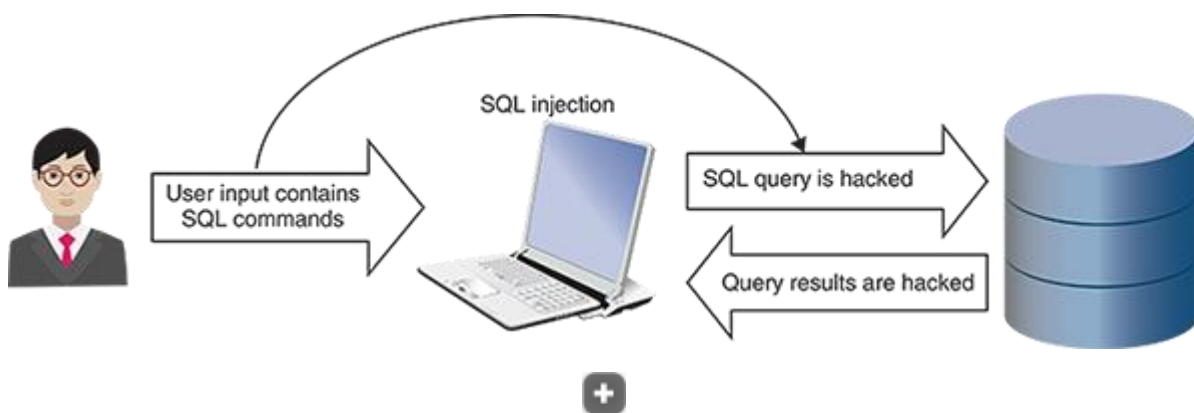 SQL injection
User input contains
SQL commands
SQL query is hacked
Query results are hacked